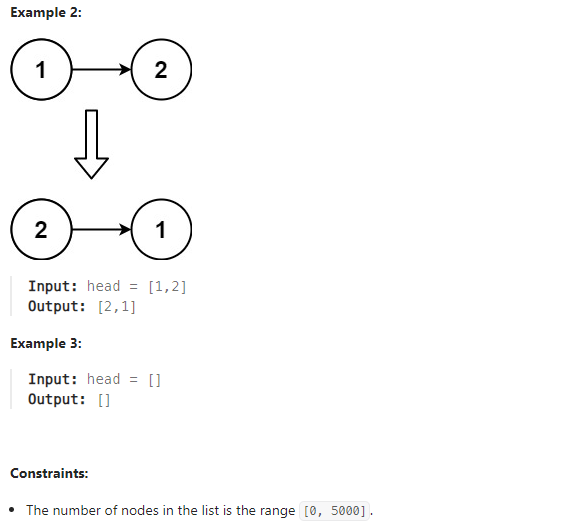 Example 2:
1 2
2 1
Input: head = [1,2]
Output: [2,1]
Example 3:
Input: head = []
Output: []
Constraints:
• The number of nodes in the list is the range [0, 5000].